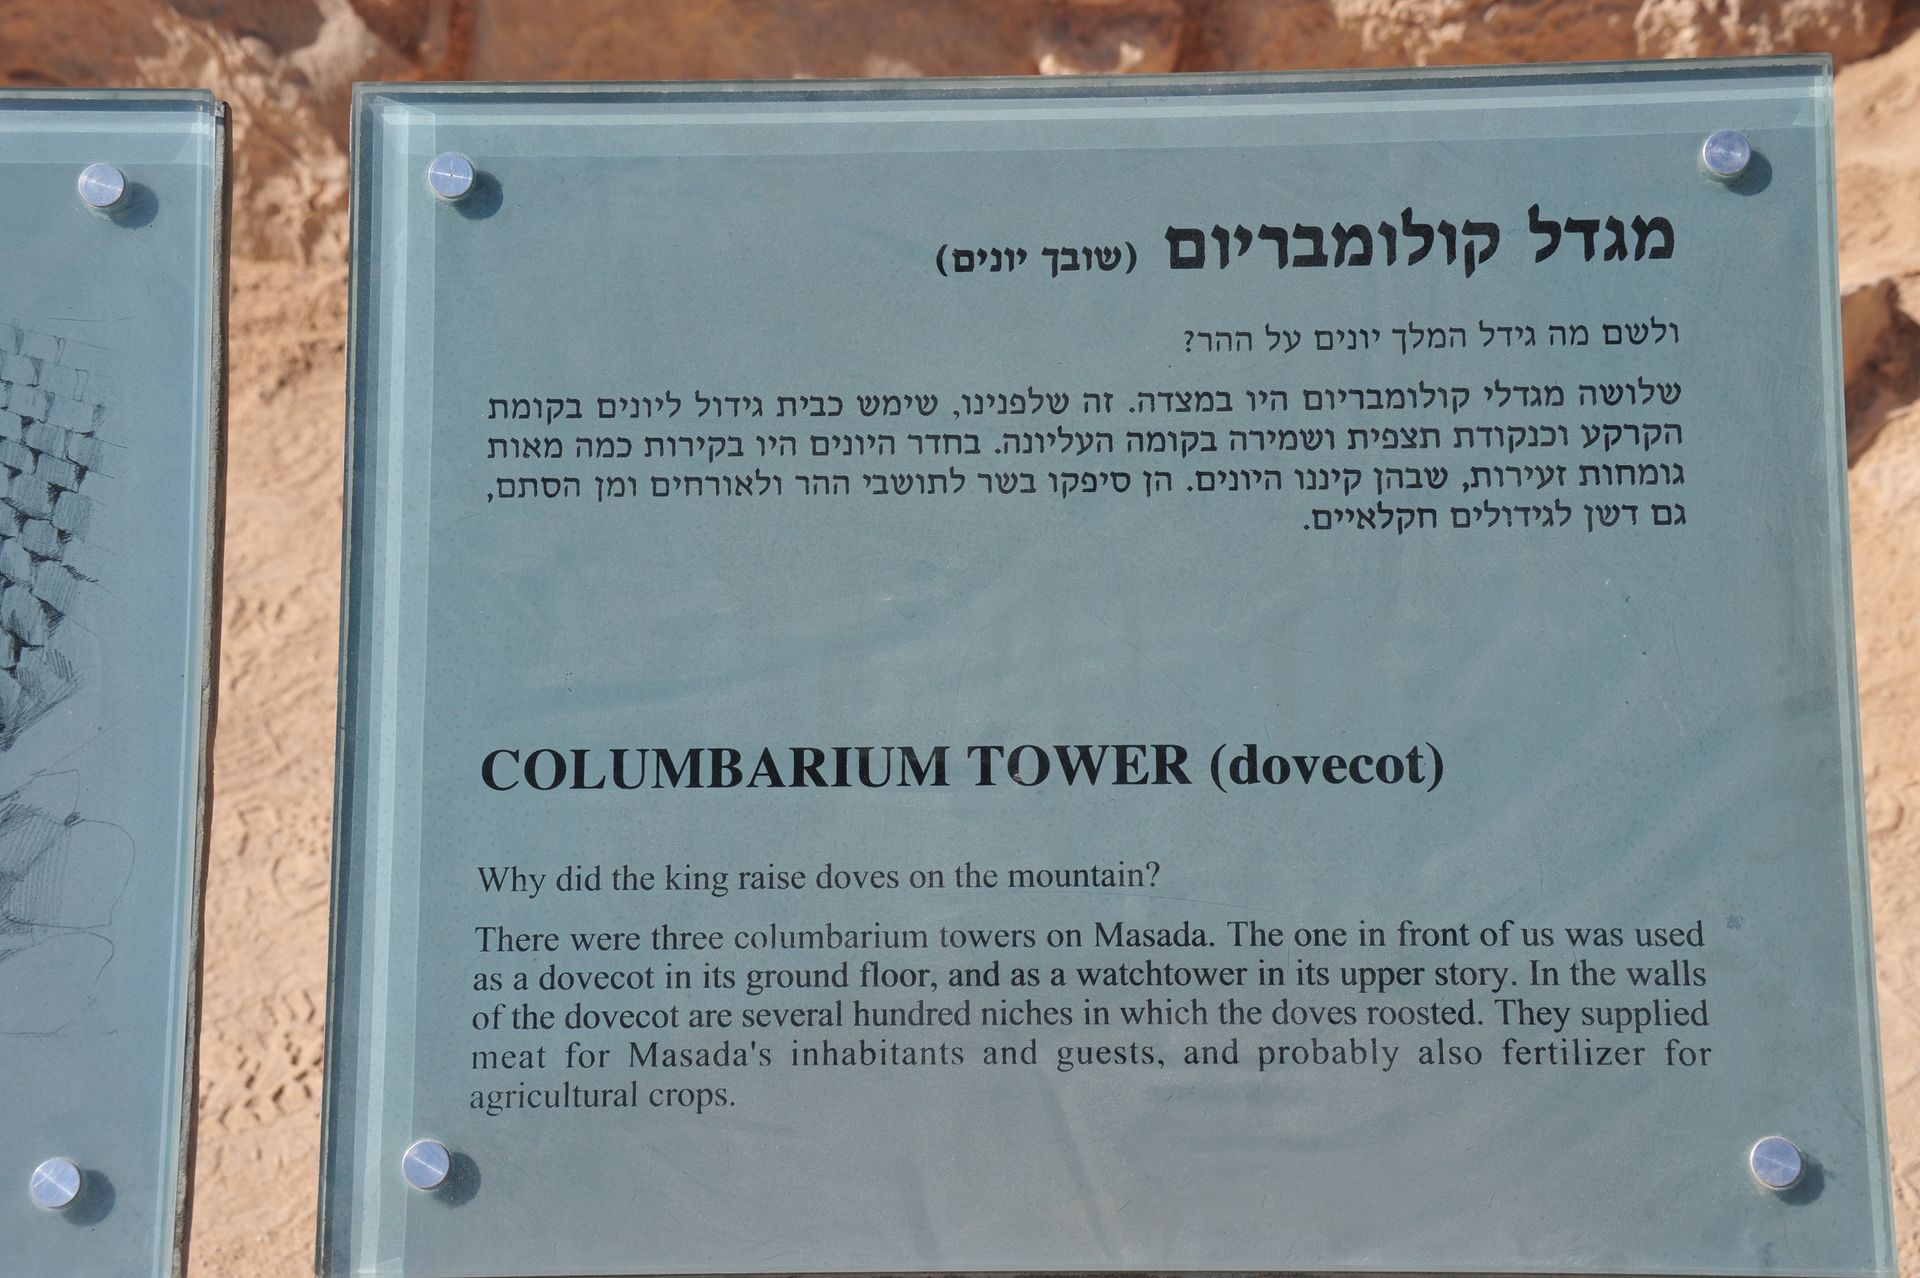 מגדל קולומבריום (שובך יונים)
ולשם מה גידל המלך יונים על ההר?
שלושה מגדלי קולומבריום היו במצדה. זה שלפנינו, שימש כבית גידול ליונים בקומת
הקרקע וכנקודת תצפית ושמירה בקומה העליונה. בחדר היונים היו בקירות כמה מאות
גומחות זעירות, שבהן קיננו היונים. הן סיפקו בשר לתושבי ההר ולאורחים ומן הסתם,
גם דשן לגידולים חקלאיים.
COLUMBARIUM TOWER (dovecot)
Why did the king raise doves on the mountain?
There were three columbarium towers on Masada. The one in front of us was used
as a dovecot in its ground floor, and as a watchtower in its upper story. In the walls
of the dovecot are several hundred niches in which the doves roosted. They supplied
meat for Masada's inhabitants and guests, and probably also fertilizer for
agricultural crops.